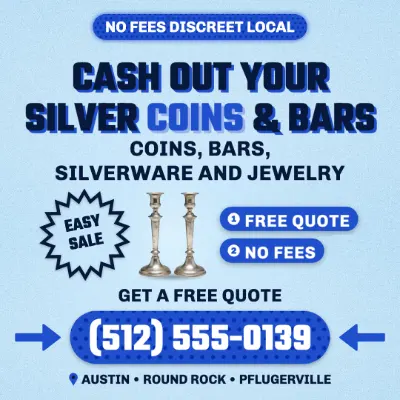 NO FEES DISCREET LOCAL
CASH OUT YOUR
SILVER COINS & BARS
COINS, BARS,
SILVERWARE AND JEWELRY
EASY
SALE
1 FREE QUOTE
2 NO FEES
GET A FREE QUOTE
(512) 555-0139
AUSTIN • ROUND ROCK • PFLUGERVILLE